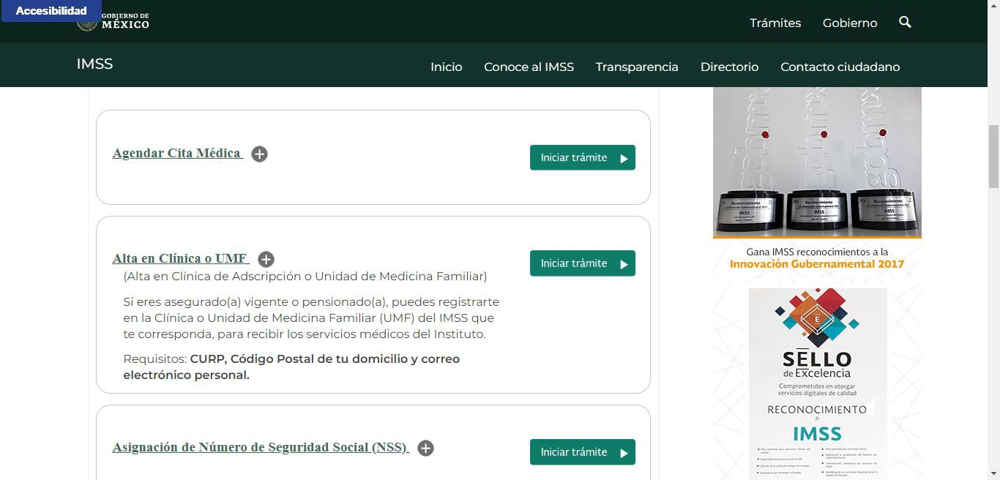 Accesibilidad
GOBIERNO DE
MÉXICO
Trámites
Gobierno
IMSS
Inicio
Conoce al IMSS
Transparencia
Directorio
Contacto ciudadano
Agendar Cita Médica
Iniciar trámite
Alta en Clínica o UMF
Iniciar trámite
(Alta en Clínica de Adscripción o Unidad de Medicina Familiar)
Si eres asegurado(a) vigente o pensionado(a), puedes registrarte
en la Clínica o Unidad de Medicina Familiar (UMF) del IMSS que
te corresponda, para recibir los servicios médicos del Instituto.
Requisitos: CURP, Código Postal de tu domicilio y correo
electrónico personal.
Asignación de Número de Seguridad Social (NSS)
Iniciar trámite
Reconocimiento
IMSS
Reconocimiento
IMSS
Reconocimiento
IMSS
Gana IMSS reconocimientos a la
Innovación Gubernamental 2017
E
SELLO
de Excelencia
Comprometidos en otorgar
servicios digitales de calidad
RECONOCIMIENTO
a:
IMSS